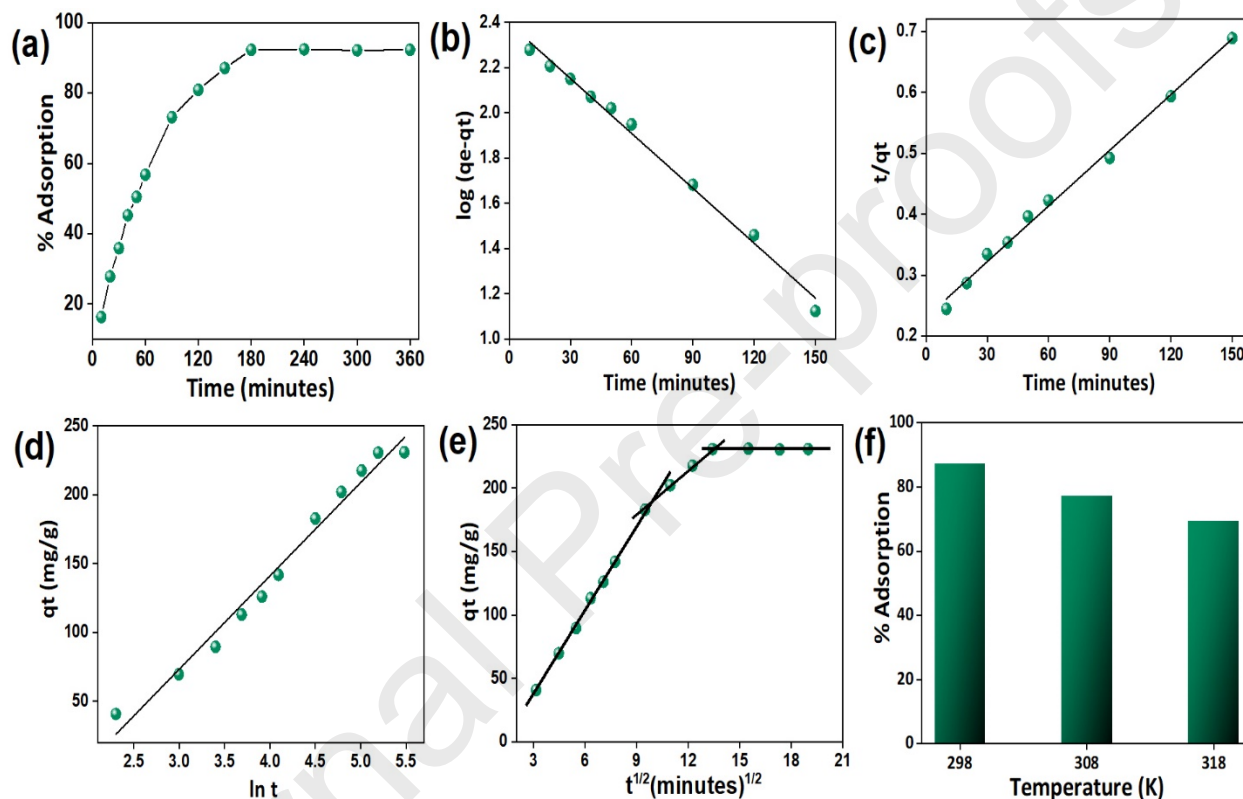 (a)
% Adsorption
100
80
60
40
20
0 60 120 180 240 300 360
Time (minutes)
(b)
log (qe-qt)
2.4
2.2
2.0
1.8
1.6
1.4
1.2
1.0
0 30 60 90 120 150
Time (minutes)
(c)
t/qt
0.7
0.6
0.5
0.4
0.3
0.2
0 30 60 90 120 150
Time (minutes)
(d)
qt (mg/g)
250
200
150
100
50
2.5 3.0 3.5 4.0 4.5 5.0 5.5
ln t
(e)
qt (mg/g)
250
200
150
100
50
0
3 6 9 12 15 18 21
t1/2(minutes)1/2
(f)
% Adsorption
100
80
60
40
20
0
298 308 318
Temperature (K)
rnal Pre-proofs